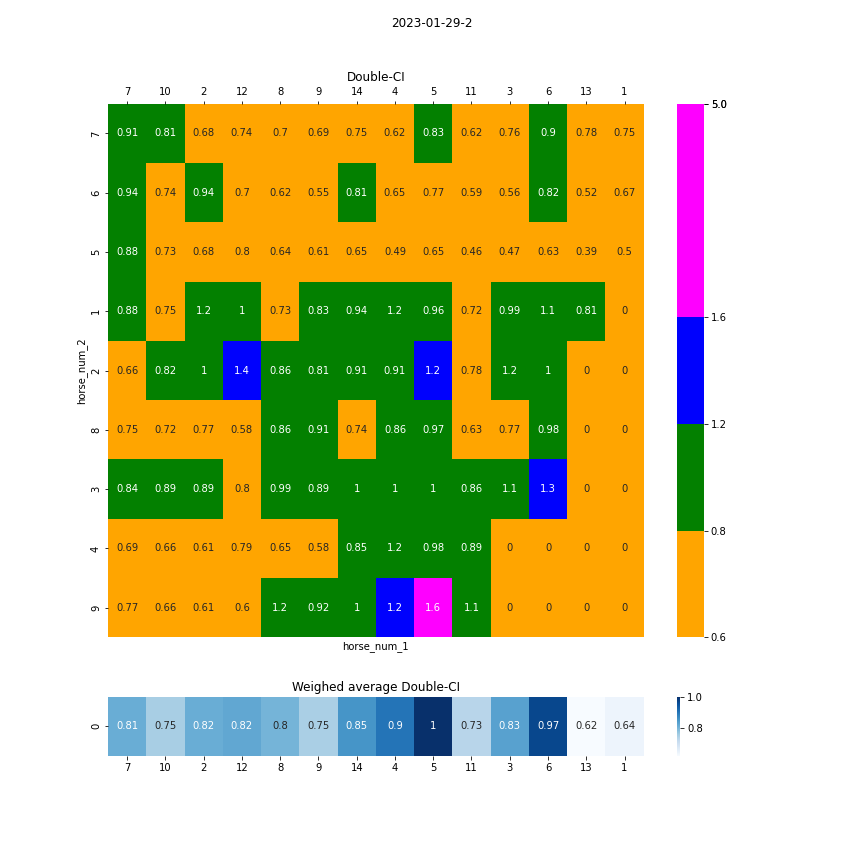 2023-01-29-2
Double-CI
7 10 2 12 8 9 14 4 5 11 3 6 13 1
7 0.91 0.81 0.68 0.74 0.7 0.69 0.75 0.62 0.83 0.62 0.76 0.9 0.78 0.75
6 0.94 0.74 0.94 0.7 0.62 0.55 0.81 0.65 0.77 0.59 0.56 0.82 0.52 0.67
5 0.88 0.73 0.68 0.8 0.64 0.61 0.65 0.49 0.65 0.46 0.47 0.63 0.39 0.5
1 0.88 0.75 1.2 1 0.73 0.83 0.94 1.2 0.96 0.72 0.99 1.1 0.81 0
2 0.66 0.82 1 1.4 0.86 0.81 0.91 0.91 1.2 0.78 1.2 1 0 0
8 0.75 0.72 0.77 0.58 0.86 0.91 0.74 0.86 0.97 0.63 0.77 0.98 0 0
3 0.84 0.89 0.89 0.8 0.99 0.89 1 1 1 0.86 1.1 1.3 0 0
4 0.69 0.66 0.61 0.79 0.65 0.58 0.85 1.2 0.98 0.89 0 0 0 0
9 0.77 0.66 0.61 0.6 1.2 0.92 1 1.2 1.6 1.1 0 0 0 0
horse_num_2
horse_num_1
5.0
1.6
1.2
0.8
0.6
Weighed average Double-CI
0 0.81 0.75 0.82 0.82 0.8 0.75 0.85 0.9 1 0.73 0.83 0.97 0.62 0.64
7 10 2 12 8 9 14 4 5 11 3 6 13 1
1.0
0.8